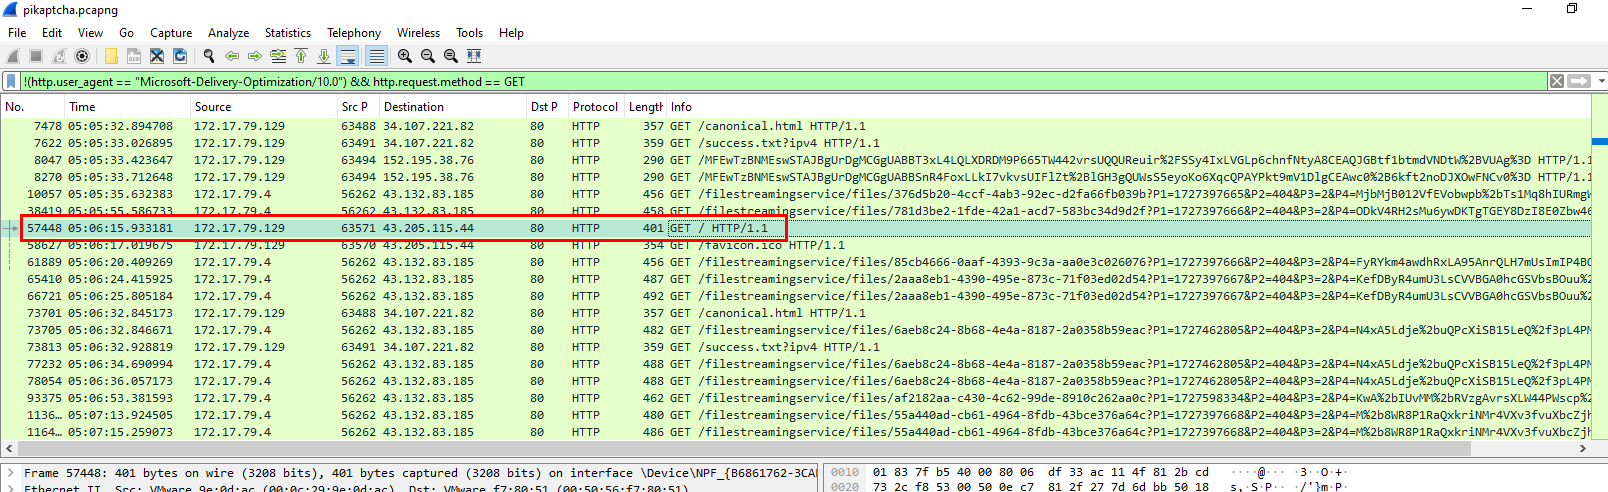 pikaptcha.pcapng
File Edit View Go Capture Analyze Statistics Telephony Wireless Tools Help
!(http.user_agent == "Microsoft-Delivery-Optimization/10.0") && http.request.method == GET
No. Time Source Src P Destination Dst P Protocol Length Info
7478 05:05:32.894708 172.17.79.129 63488 34.107.221.82 80 HTTP 357 GET /canonical.html HTTP/1.1
7622 05:05:33.026895 172.17.79.129 63491 34.107.221.82 80 HTTP 359 GET /success.txt?ipv4 HTTP/1.1
8047 05:05:33.423647 172.17.79.129 63494 152.195.38.76 80 HTTP 290 GET /MFEwTzBNMEswSTAJBgUrDgMCGgUABBT3xL4LQLXDRDM9P665TW442vrsUQQUReuir%2FSSy4IxLVGLp6chnfNtyA8CEAQJGBtf1btmdVNDtW%2BVUAg%3D HTTP/1.1
8270 05:05:33.712648 172.17.79.129 63494 152.195.38.76 80 HTTP 290 GET /MFEwTzBNMEswSTAJBgUrDgMCGgUABBSnR4FoxLLkI7vkvsUIFlZt%2BlGH3gQUWsS5eyoKo6XqcQPAYPkt9mV1DlgCEAwc0%2B6kft2noDJXOwFNCv0%3D HTTP/1.1
10057 05:05:35.632383 172.17.79.4 56262 43.132.83.185 80 HTTP 456 GET /filestreamingservice/files/376d5b20-4ccf-4ab3-92ec-d2fa66fb039b?P1=1727397666&P2=404&P3=2&P4=MjbMjB012VfEVobwpb%2bTs1Mq8hIURmgW
38419 05:05:55.586733 172.17.79.4 56262 43.132.83.185 80 HTTP 458 GET /filestreamingservice/files/781d3be2-1fde-42a1-acd7-583bc34d9d2f?P1=1727397666&P2=404&P3=2&P4=ODkV4RH2sMu6ywDKTgTGEY8DzI8E0Zbw46
57448 05:06:15.933181 172.17.79.129 63571 43.205.115.44 80 HTTP 401 GET / HTTP/1.1
58627 05:06:17.019675 172.17.79.129 63570 43.205.115.44 80 HTTP 354 GET /favicon.ico HTTP/1.1
61889 05:06:20.409269 172.17.79.4 56262 43.132.83.185 80 HTTP 456 GET /filestreamingservice/files/85cb4666-0aaf-4393-9c3a-aa0e3c026076?P1=1727397666&P2=404&P3=2&P4=FyRYkm4awdhRxLA95AnrQLH7mUsImIP4BC
65410 05:06:24.415925 172.17.79.4 56262 43.132.83.185 80 HTTP 487 GET /filestreamingservice/files/2aaa8eb1-4390-495e-873c-71f03ed02d54?P1=1727397667&P2=404&P3=2&P4=KefDByR4umU3LsCVVBGA0hcGSVbsBOuu%2
66721 05:06:25.805184 172.17.79.4 56262 43.132.83.185 80 HTTP 492 GET /filestreamingservice/files/2aaa8eb1-4390-495e-873c-71f03ed02d54?P1=1727397667&P2=404&P3=2&P4=KefDByR4umU3LsCVVBGA0hcGSVbsBOuu%2
73701 05:06:32.845173 172.17.79.129 63488 34.107.221.82 80 HTTP 357 GET /canonical.html HTTP/1.1
73705 05:06:32.846671 172.17.79.4 56262 43.132.83.185 80 HTTP 482 GET /filestreamingservice/files/6aeb8c24-8b68-4e4a-8187-2a0358b59eac?P1=1727462805&P2=404&P3=2&P4=N4xA5Ldje%2buQPcXiSB15LeQ%2f3pL4PM
73813 05:06:32.928819 172.17.79.129 63491 34.107.221.82 80 HTTP 359 GET /success.txt?ipv4 HTTP/1.1
77232 05:06:34.690994 172.17.79.4 56262 43.132.83.185 80 HTTP 488 GET /filestreamingservice/files/6aeb8c24-8b68-4e4a-8187-2a0358b59eac?P1=1727462805&P2=404&P3=2&P4=N4xA5Ldje%2buQPcXiSB15LeQ%2f3pL4PM
78054 05:06:36.057173 172.17.79.4 56262 43.132.83.185 80 HTTP 488 GET /filestreamingservice/files/6aeb8c24-8b68-4e4a-8187-2a0358b59eac?P1=1727462805&P2=404&P3=2&P4=N4xA5Ldje%2buQPcXiSB15LeQ%2f3pL4PM
93375 05:06:53.381593 172.17.79.4 56262 43.132.83.185 80 HTTP 462 GET /filestreamingservice/files/af2182aa-c430-4c62-99de-8910c262aa0c?P1=1727598334&P2=404&P3=2&P4=KwA%2bIUvMM%2bRVzgAvrsXLW44PWscp%2
1136… 05:07:13.924505 172.17.79.4 56262 43.132.83.185 80 HTTP 480 GET /filestreamingservice/files/55a440ad-cb61-4964-8fdb-43bce376a64c?P1=1727397668&P2=404&P3=2&P4=M%2b8WR8P1RaQxkriNMr4VXv3fvuXbcZjh
1164… 05:07:15.259073 172.17.79.4 56262 43.132.83.185 80 HTTP 486 GET /filestreamingservice/files/55a440ad-cb61-4964-8fdb-43bce376a64c?P1=1727397668&P2=404&P3=2&P4=M%2b8WR8P1RaQxkriNMr4VXv3fvuXbcZjh
Frame 57448: 401 bytes on wire (3208 bits), 401 bytes captured (3208 bits) on interface \Device\NPF_{B6861762-3CA 0010 01 83 7f b5 40 00 80 06 df 33 ac 11 4f 81 2b cd ····@··· ·3··O·+·
Ethernet II, Src: VMware_9e:0d:ac (00:0c:29:9e:0d:ac), Dst: VMware_f7:80:51 (00:50:56:f7:80:51) 0020 73 2c f8 53 00 50 0e c7 81 2f 27 7d 6d bb 50 18 s,·S·P·· ·/'}m·P·